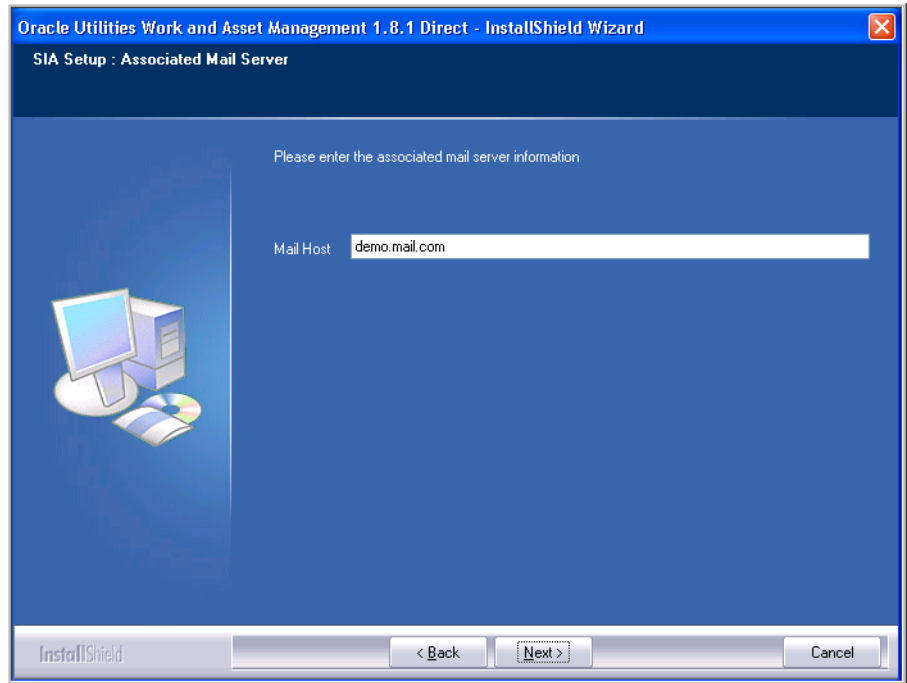 Oracle Utilities Work and Asset Management 1.8.1 Direct - InstallShield Wizard
SIA Setup : Associated Mail Server
Please enter the associated mail server information
Mail Host demo.mail.com
InstallShield
< Back Next > Cancel